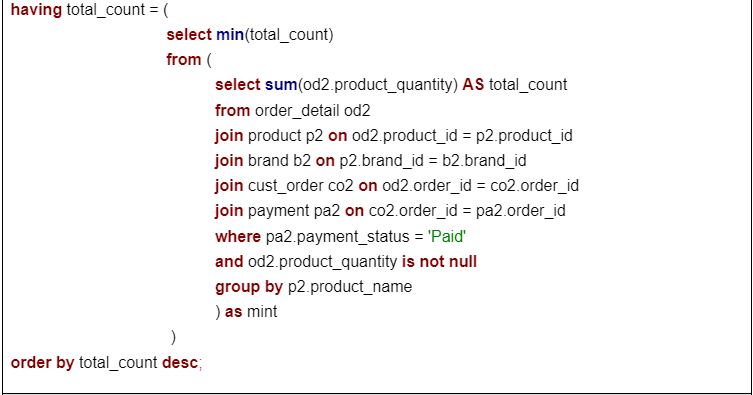 having total_count = (
select min(total_count)
from (
select sum(od2.product_quantity) AS total_count
from order_detail od2
join product p2 on od2.product_id = p2.product_id
join brand b2 on p2.brand_id = b2.brand_id
join cust_order co2 on od2.order_id = co2.order_id
join payment pa2 on co2.order_id = pa2.order_id
where pa2.payment_status = 'Paid'
and od2.product_quantity is not null
group by p2.product_name
) as mint
)
order by total_count desc;